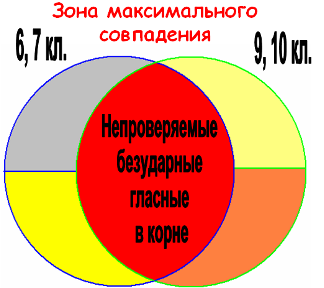 Зона максимального
совпадения
6, 7 кл.
9, 10 кл.
Непроверяемые
безударные
гласные
в корне